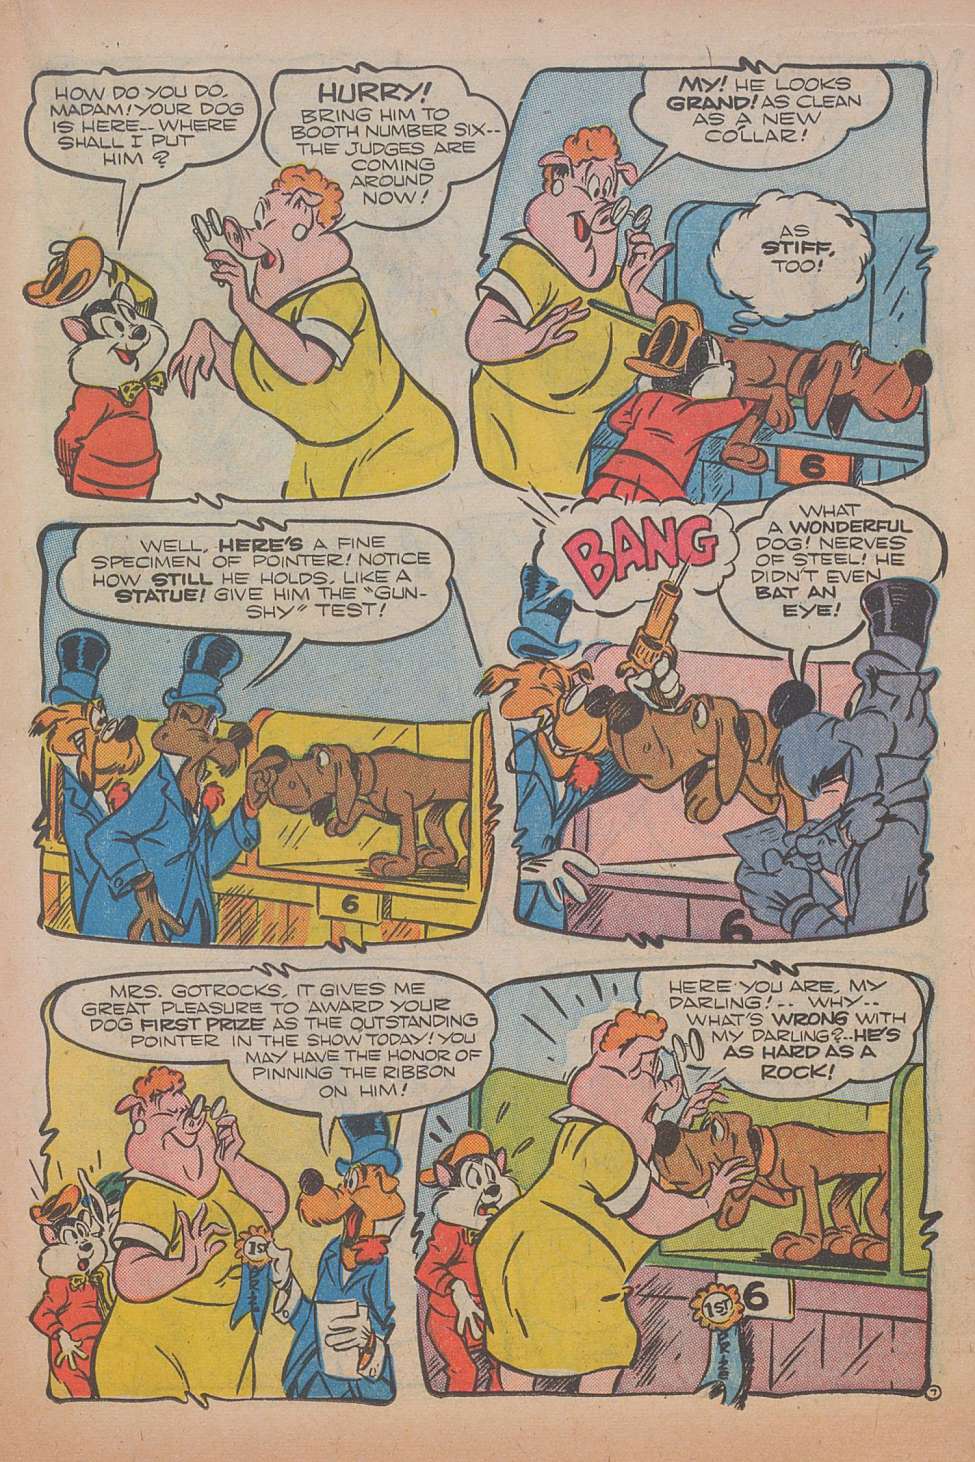 HOW DO YOU DO,
MADAM! YOUR DOG
IS HERE-- WHERE
SHALL I PUT
HIM?
HURRY!
BRING HIM TO
BOOTH NUMBER SIX--
THE JUDGES ARE
COMING
AROUND
NOW!
MY! HE LOOKS
GRAND! AS CLEAN
AS A NEW
COLLAR!
AS
STIFF,
TOO!
6
WELL, HERE'S A FINE
SPECIMEN OF POINTER! NOTICE
HOW STILL HE HOLDS, LIKE A
STATUE! GIVE HIM THE "GUN-
SHY" TEST!
6
BANG
WHAT
A WONDERFUL
DOG! NERVES
OF STEEL! HE
DIDN'T EVEN
BAT AN
EYE!
6
MRS. GOTROCKS, IT GIVES ME
GREAT PLEASURE TO AWARD YOUR
DOG FIRST PRIZE AS THE OUTSTANDING
POINTER IN THE SHOW TODAY! YOU
MAY HAVE THE HONOR OF
PINNING THE RIBBON
ON HIM!
1ST
HERE YOU ARE, MY
DARLING! -- WHY--
WHAT'S WRONG WITH
MY DARLING?--HE'S
AS HARD AS A
ROCK!
1ST
6
7